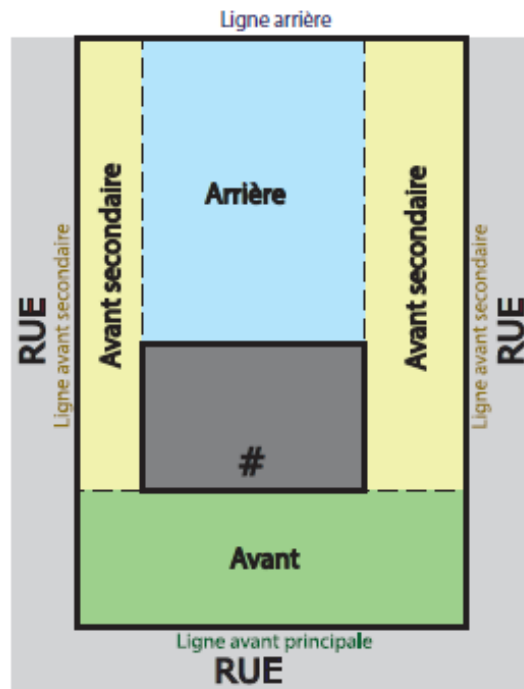 Ligne arrière
Arrière
Avant secondaire
Avant secondaire
RUE
Ligne avant secondaire
Ligne avant secondaire
RUE
#
Avant
Ligne avant principale
RUE